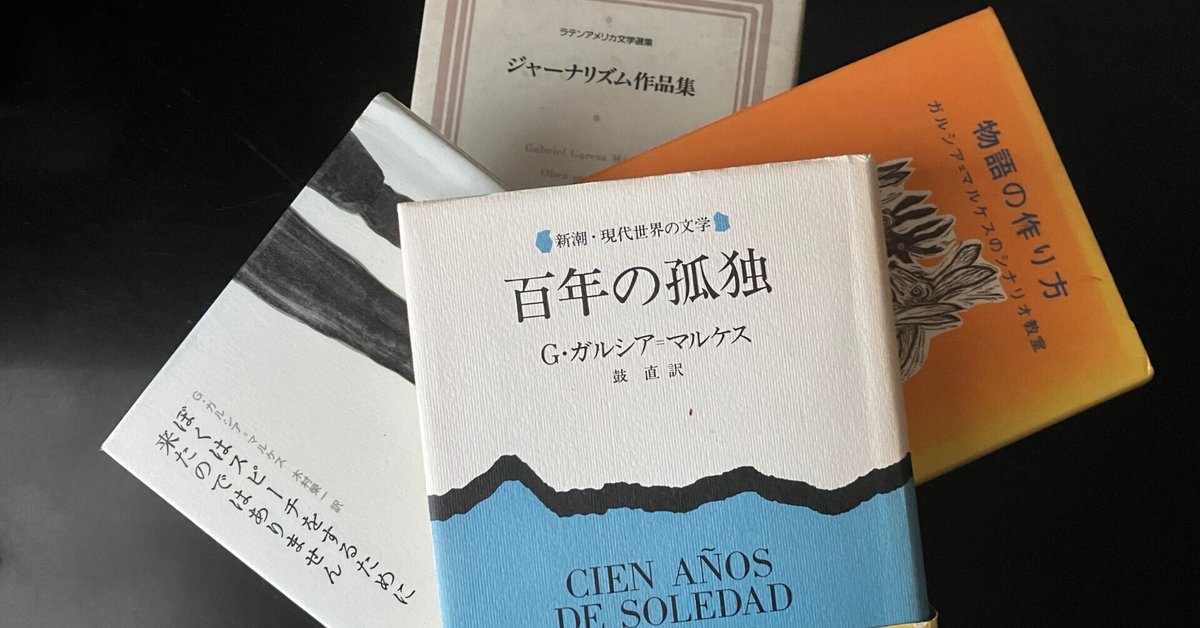 ラテンアメリカ文学選集
ジャーナリズム作品集
Gabriel García
Obra
物語の作り方
ガルシア=マルケスのシナリオ教室
新潮・現代世界の文学
百年の孤独
G・ガルシア=マルケス
鼓 直 訳
CIEN AÑOS
DE SOLEDAD
G・ガルシア=マルケス 木村榮一 訳
ぼくはスピーチをするために
来たのではありません